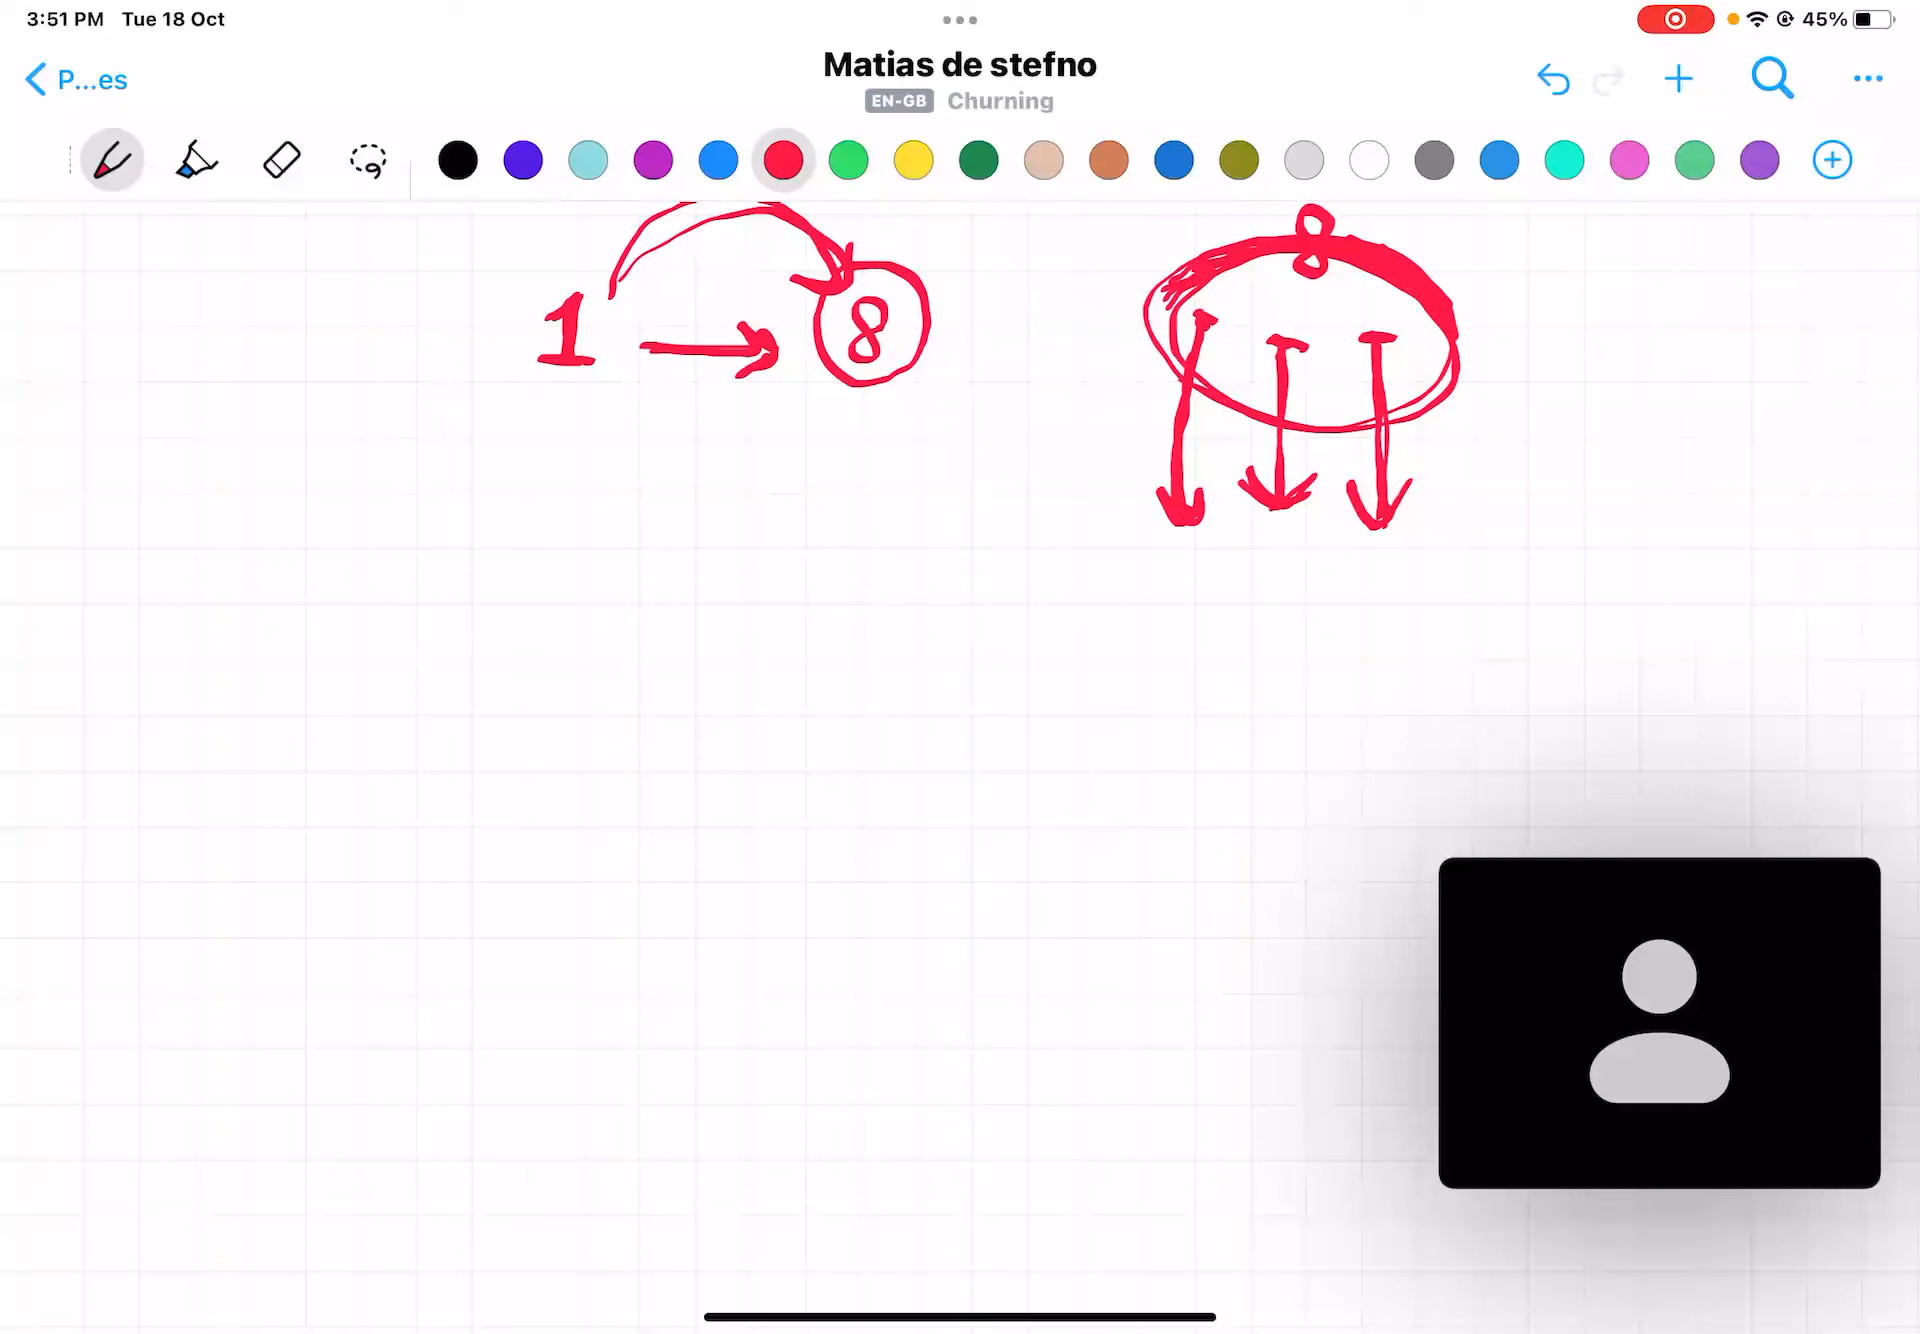 3:51 PM Tue 18 Oct
45%
P...es
Matias de stefno
EN-GB Churning
1 → 8
8